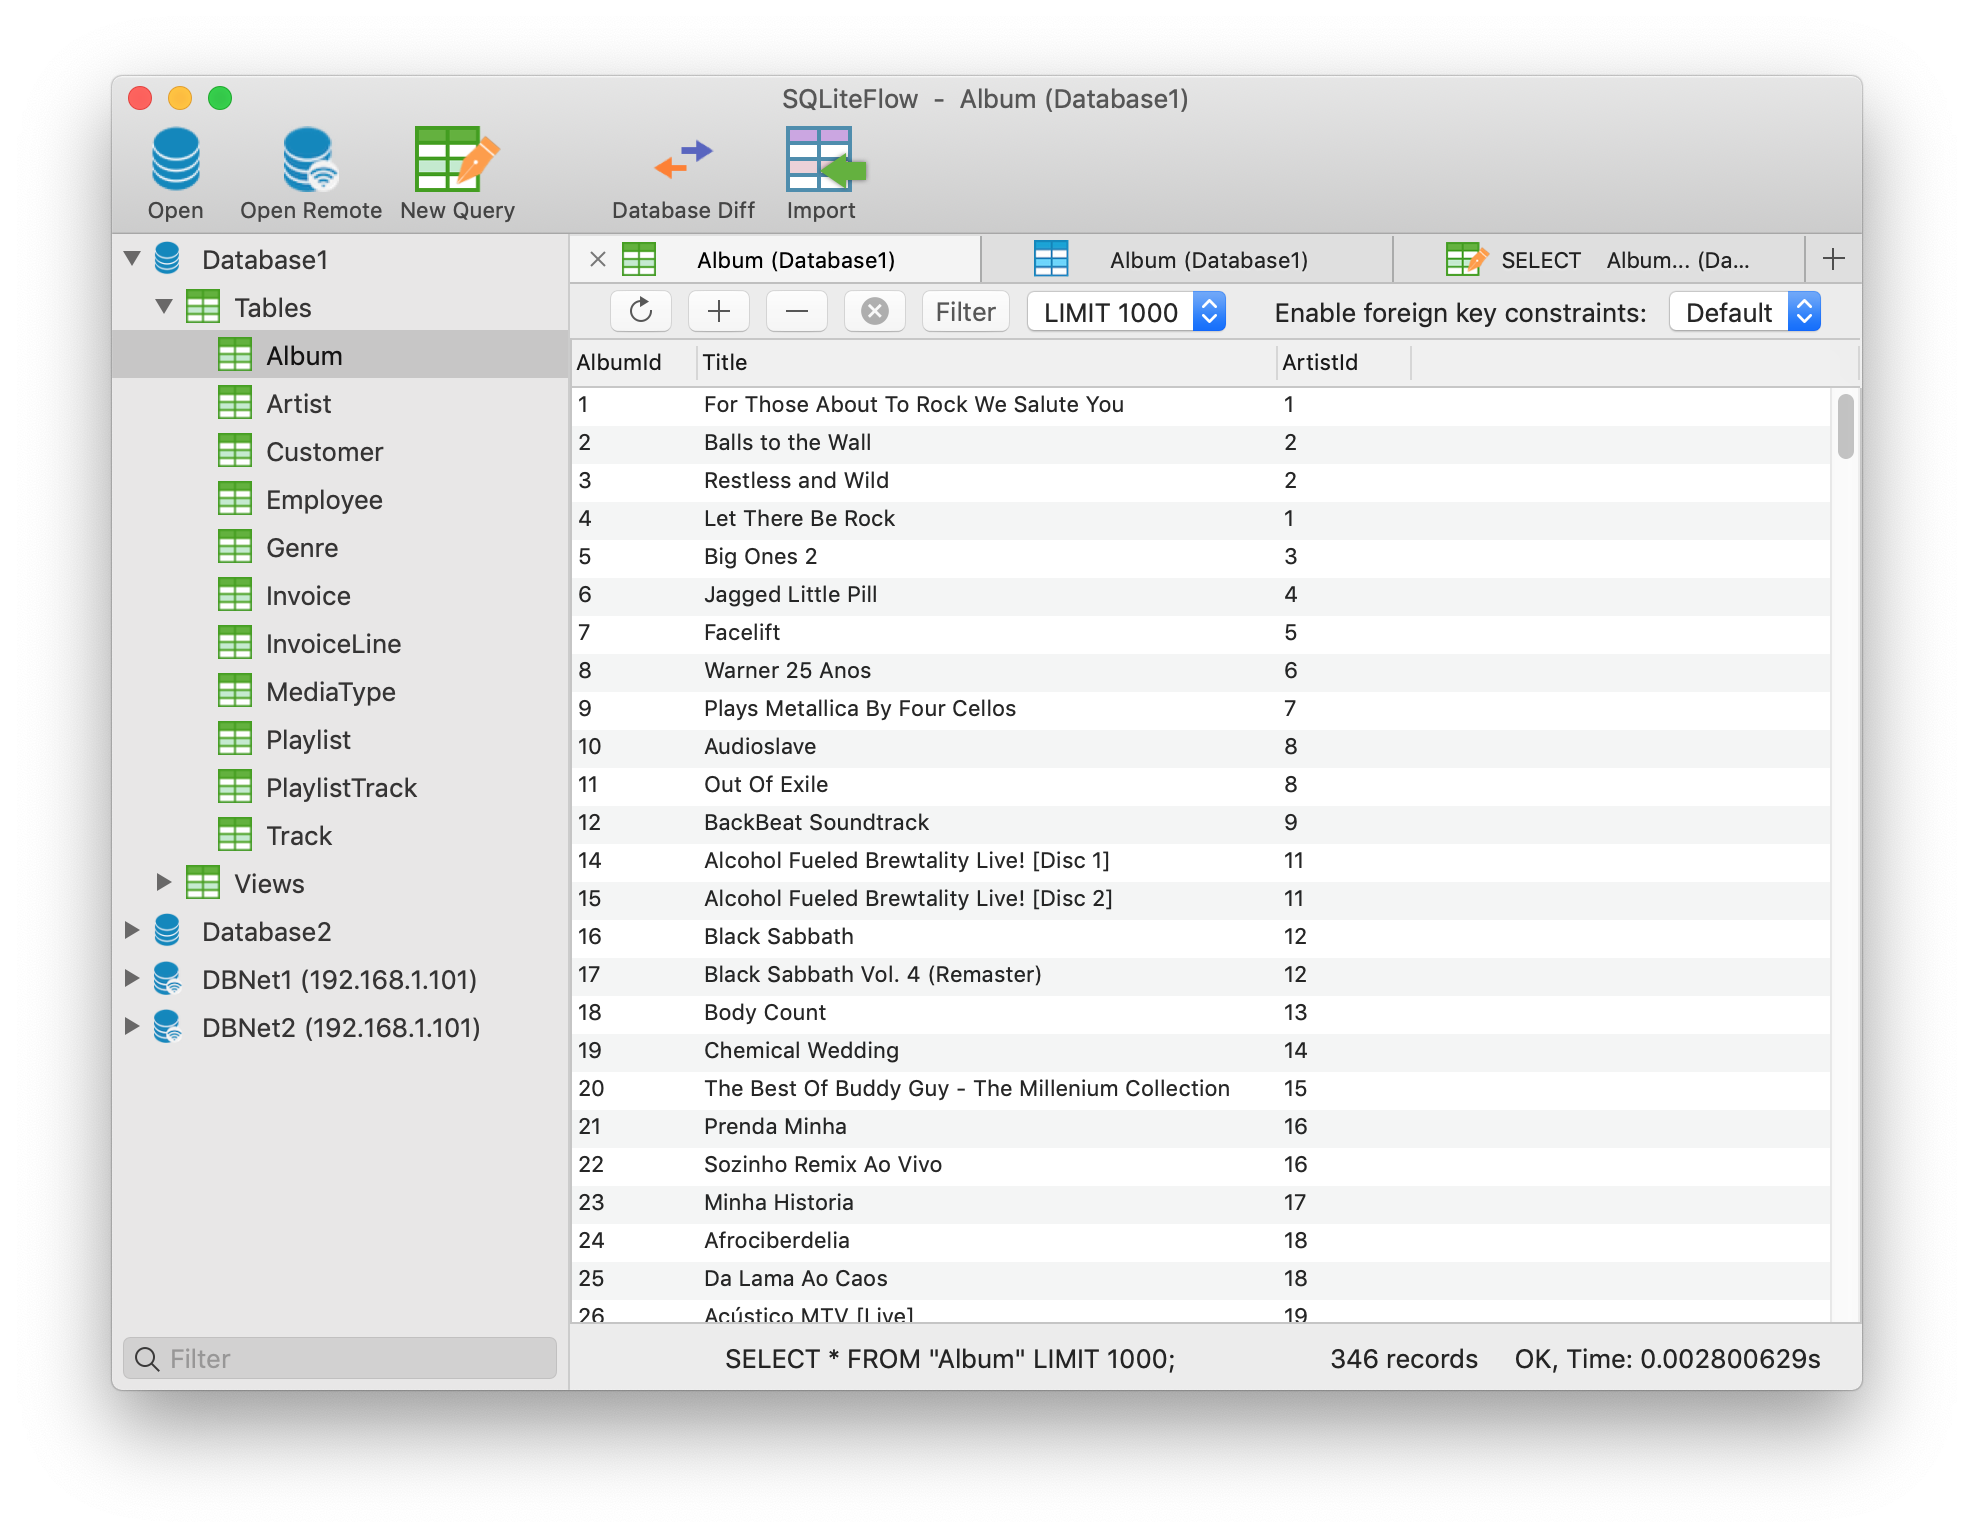 SQLiteFlow - Album (Database1)
Open Open Remote New Query Database Diff Import
Database1
Tables
Album
Artist
Customer
Employee
Genre
Invoice
InvoiceLine
MediaType
Playlist
PlaylistTrack
Track
Views
Database2
DBNet1 (192.168.1.101)
DBNet2 (192.168.1.101)
Filter
Album (Database1) Album (Database1) SELECT Album... (Da...
Filter LIMIT 1000 Enable foreign key constraints: Default
AlbumId Title ArtistId
1 For Those About To Rock We Salute You 1
2 Balls to the Wall 2
3 Restless and Wild 2
4 Let There Be Rock 1
5 Big Ones 2 3
6 Jagged Little Pill 4
7 Facelift 5
8 Warner 25 Anos 6
9 Plays Metallica By Four Cellos 7
10 Audioslave 8
11 Out Of Exile 8
12 BackBeat Soundtrack 9
14 Alcohol Fueled Brewtality Live! [Disc 1] 11
15 Alcohol Fueled Brewtality Live! [Disc 2] 11
16 Black Sabbath 12
17 Black Sabbath Vol. 4 (Remaster) 12
18 Body Count 13
19 Chemical Wedding 14
20 The Best Of Buddy Guy - The Millenium Collection 15
21 Prenda Minha 16
22 Sozinho Remix Ao Vivo 16
23 Minha Historia 17
24 Afrociberdelia 18
25 Da Lama Ao Caos 18
26 Acústico MTV [Live] 19
SELECT * FROM "Album" LIMIT 1000; 346 records OK, Time: 0.002800629s